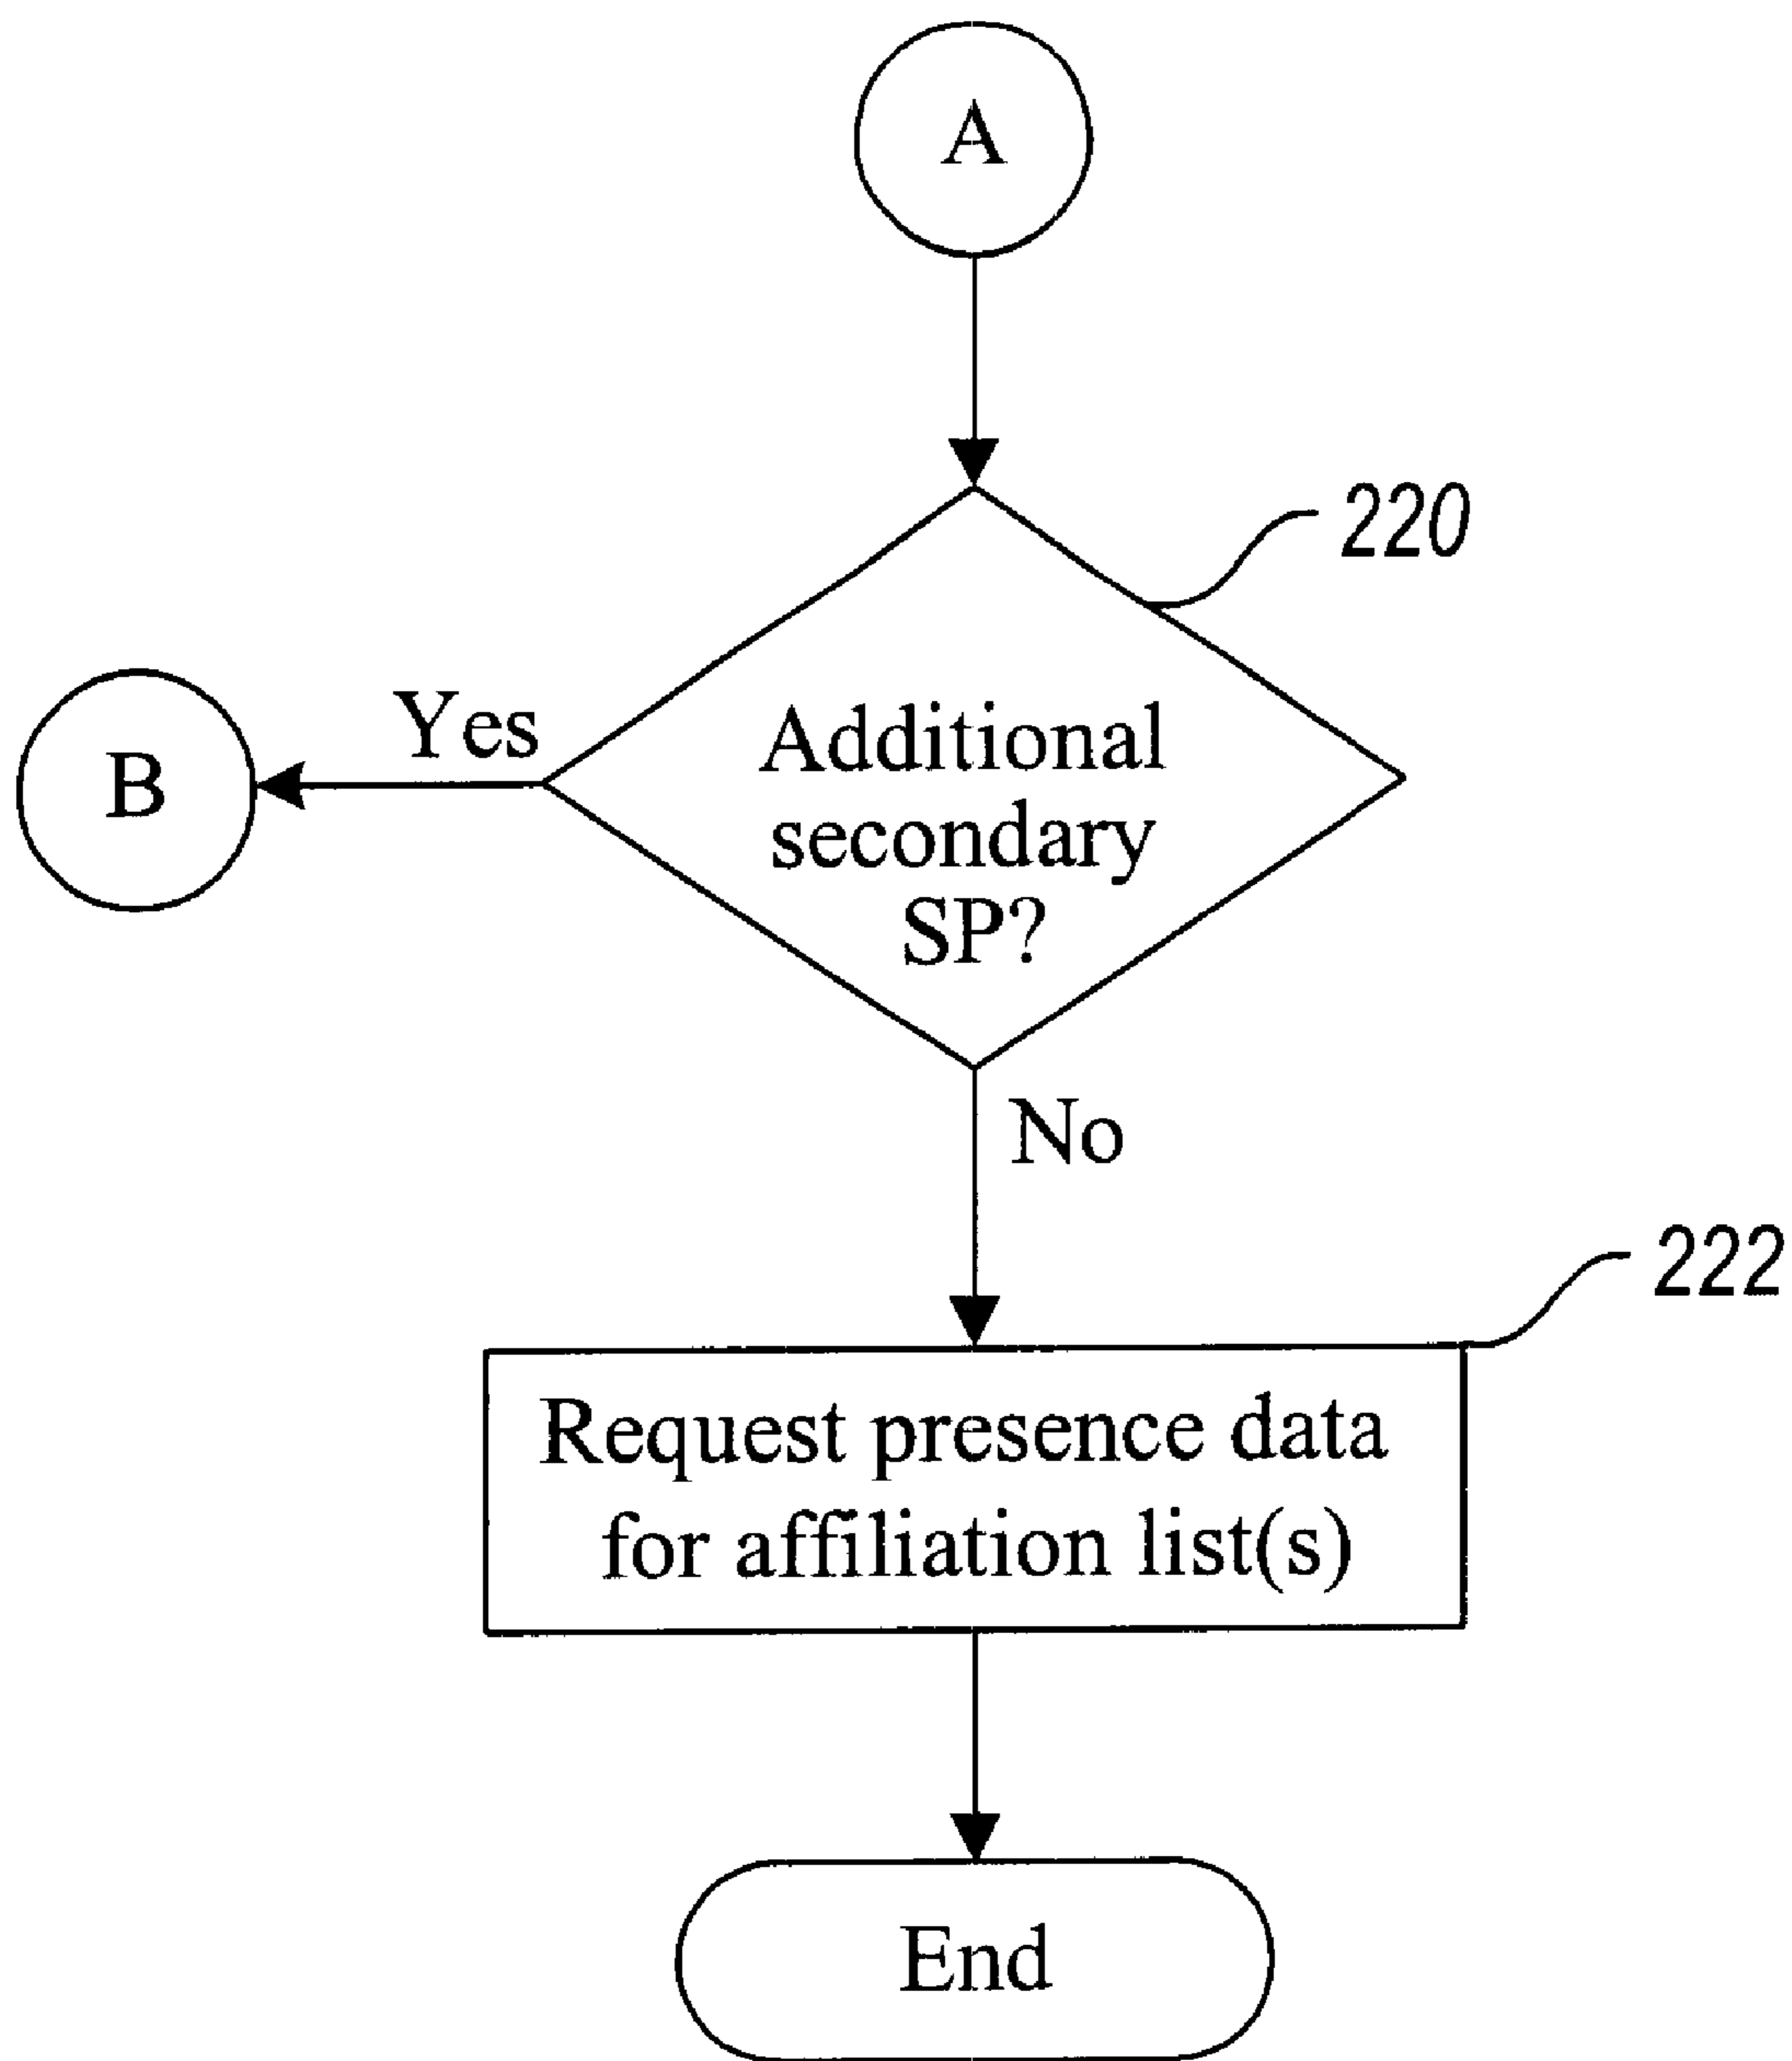 A
220
Yes
B
Additional
secondary
SP?
No
222
Request presence data
for affiliation list(s)
End